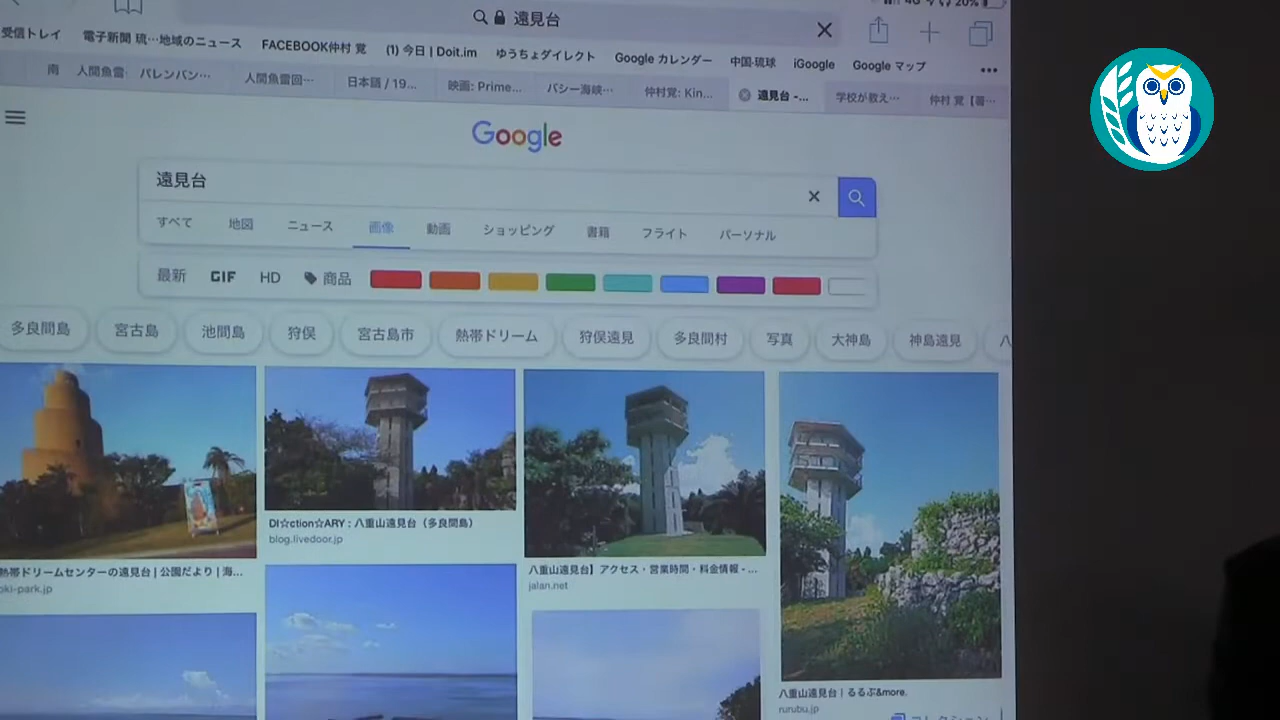 4G 20%
遠見台
受信トレイ 電子新聞 琉…地域のニュース FACEBOOK仲村 覚 (1) 今日 | Doit.im ゆうちょダイレクト Google カレンダー 中国-琉球 iGoogle Google マップ
南 人間魚雷 バレンバン… 人間魚雷回… 日本語 / 19... 映画: Prime... バシー海峡… 仲村覚: Kin... 遠見台 -... 学校が教え… 仲村 覚【著…
Google
遠見台
すべて 地図 ニュース 画像 動画 ショッピング 書籍 フライト パーソナル
最新 GIF HD 商品
多良間島 宮古島 池間島 狩俣 宮古島市 熱帯ドリーム 狩俣遠見 多良間村 写真 大神島 神島遠見 八
熱帯ドリームセンターの遠見台 | 公園だより | 海...
oki-park.jp
DI☆ction☆ARY : 八重山遠見台（多良間島）
blog.livedoor.jp
八重山遠見台】アクセス・営業時間・料金情報 - ...
jalan.net
八重山遠見台 | るるぶ&more.
rurubu.jp
コレクション